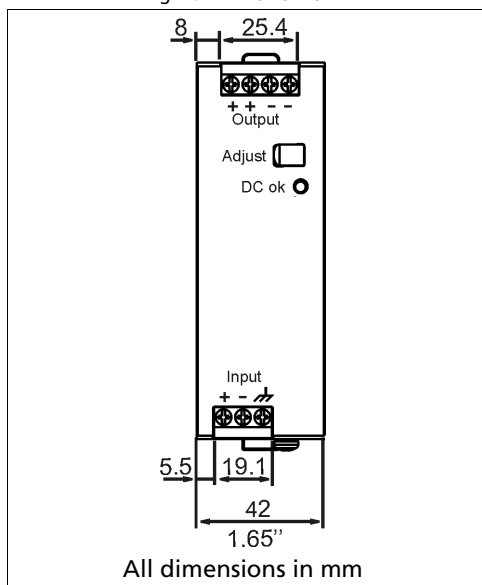 8 25.4
+ + - -
Output
Adjust
DC ok
Input
+ -
5.5 19.1
42
1.65”
All dimensions in mm